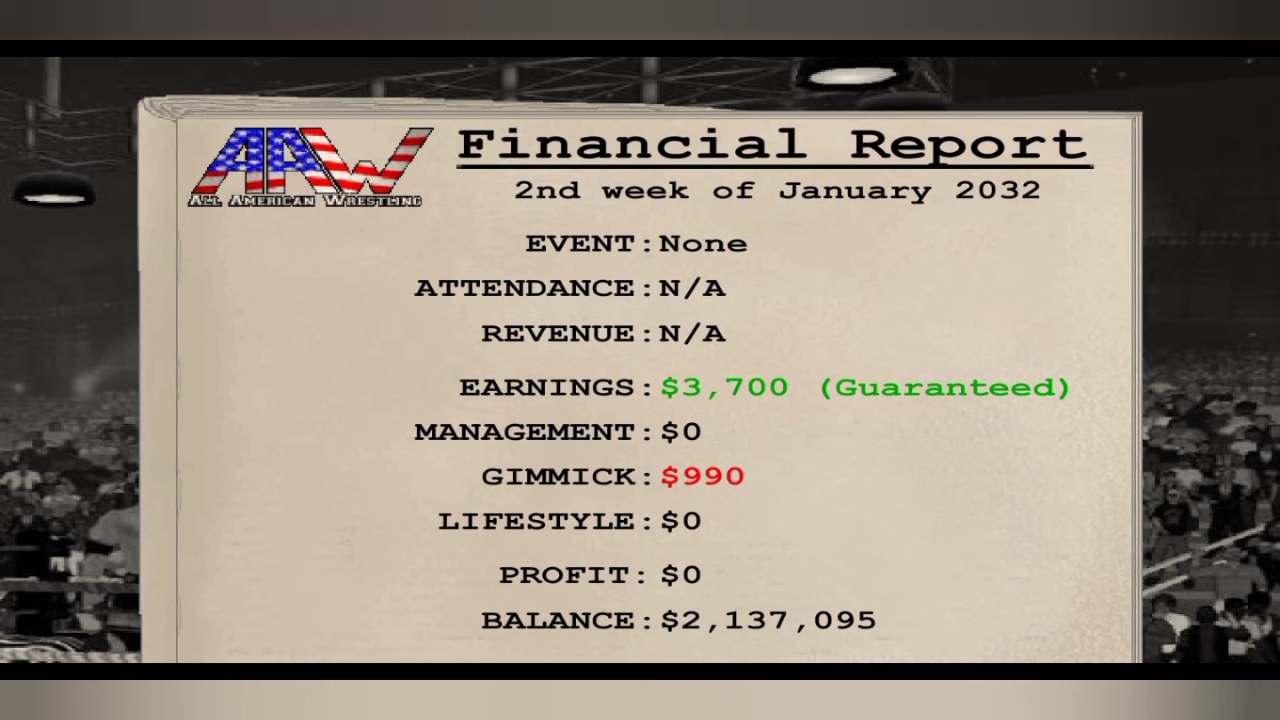 AAW
ALL AMERICAN WRESTLING
Financial Report
2nd week of January 2032
EVENT: None
ATTENDANCE: N/A
REVENUE: N/A
EARNINGS: $3,700 (Guaranteed)
MANAGEMENT: $0
GIMMICK: $990
LIFESTYLE: $0
PROFIT: $0
BALANCE: $2,137,095